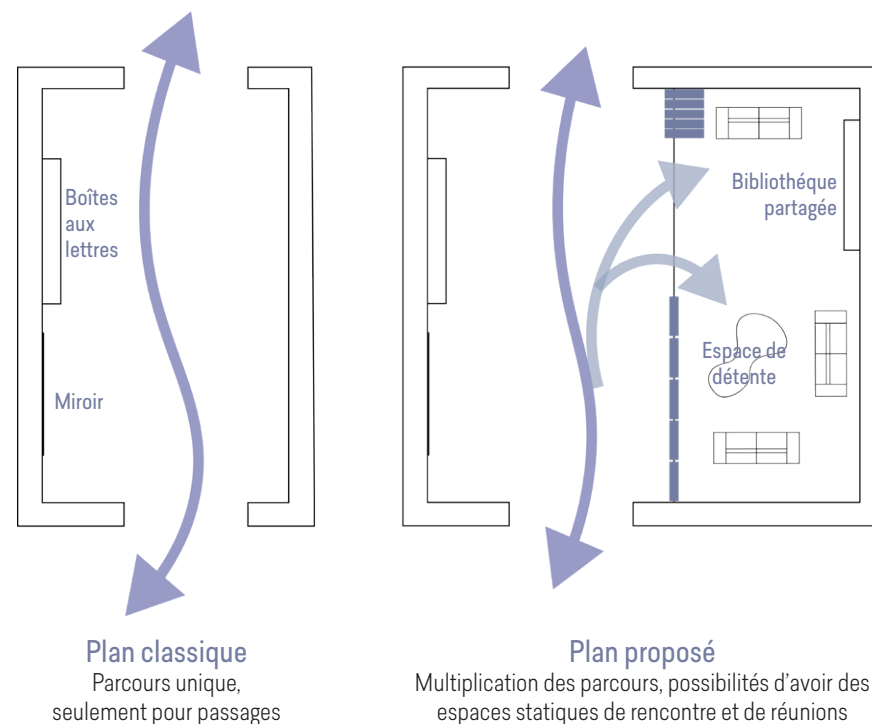 Boîtes
aux
lettres
Miroir
Bibliothéque
partagée
Espace de
détente
Plan classique
Parcours unique,
seulement pour passages
Plan proposé
Multiplication des parcours, possibilités d'avoir des
espaces statiques de rencontre et de réunions